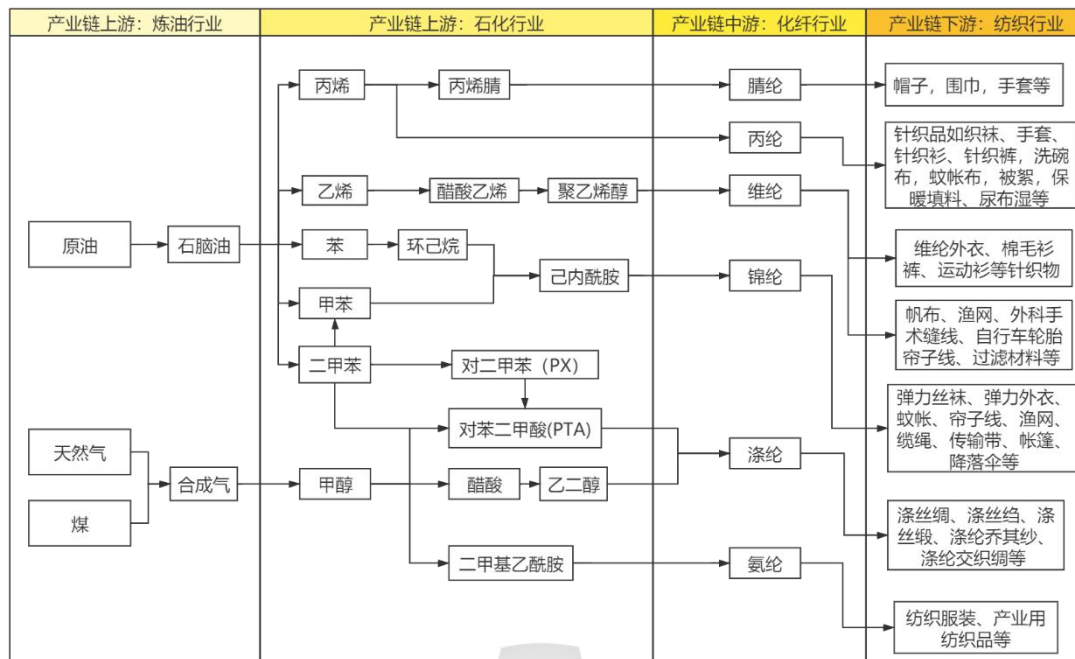 产业链上游：炼油行业
产业链上游：石化行业
产业链中游：化纤行业
产业链下游：纺织行业
丙烯
丙烯腈
腈纶
帽子，围巾，手套等
丙纶
针织品如织袜、手套、
针织衫、针织裤，洗碗
布，蚊帐布，被絮，保
暖填料、尿布湿等
乙烯
醋酸乙烯
聚乙烯醇
维纶
原油
石脑油
苯
环己烷
维纶外衣、棉毛衫
裤、运动衫等针织物
己内酰胺
锦纶
甲苯
帆布、渔网、外科手
术缝线、自行车轮胎
帘子线、过滤材料等
二甲苯
对二甲苯（PX）
弹力丝袜、弹力外衣、
蚊帐、帘子线、渔网、
缆绳、传输带、帐篷、
降落伞等
对苯二甲酸(PTA)
天然气
涤纶
合成气
甲醇
醋酸
乙二醇
煤
涤丝绸、涤丝绉、涤
丝缎、涤纶乔其纱、
涤纶交织绸等
二甲基乙酰胺
氨纶
纺织服装、产业用
纺织品等